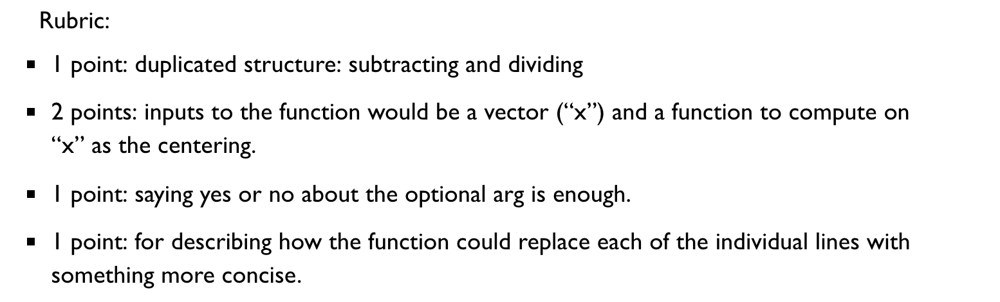 Rubric:
▪ 1 point: duplicated structure: subtracting and dividing
▪ 2 points: inputs to the function would be a vector (“x”) and a function to compute on
“x” as the centering.
▪ 1 point: saying yes or no about the optional arg is enough.
▪ 1 point: for describing how the function could replace each of the individual lines with
something more concise.